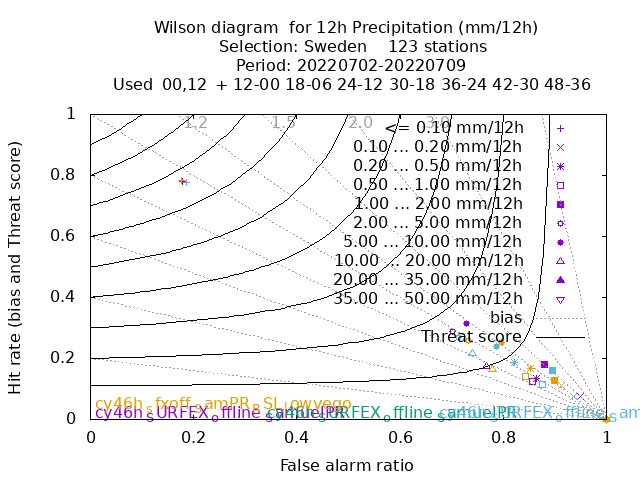 Wilson diagram for 12h Precipitation (mm/12h)
Selection: Sweden 123 stations
Period: 20220702-20220709
Used 00,12 + 12-00 18-06 24-12 30-18 36-24 42-30 48-36
1.2 1.5 2.0 3.0
<= 0.10 mm/12h
0.10 ... 0.20 mm/12h
0.20 ... 0.50 mm/12h
0.50 ... 1.00 mm/12h
1.00 ... 2.00 mm/12h
2.00 ... 5.00 mm/12h
5.00 ... 10.00 mm/12h
10.00 ... 20.00 mm/12h
20.00 ... 35.00 mm/12h
35.00 ... 50.00 mm/12h
bias
Threat score
1
0.8
0.6
0.4
0.2
0
Hit rate (bias and Threat score)
0 0.2 0.4 0.6 0.8 1
False alarm ratio